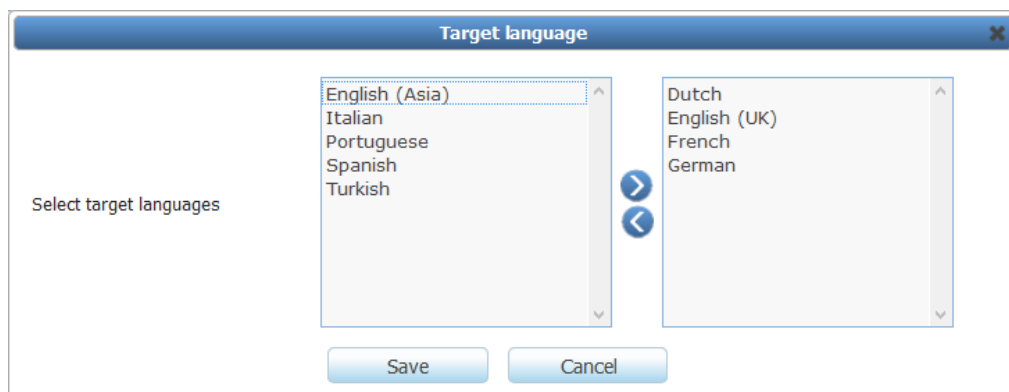 Target language
English (Asia)
Italian
Portuguese
Spanish
Turkish
Dutch
English (UK)
French
German
Select target languages
Save
Cancel